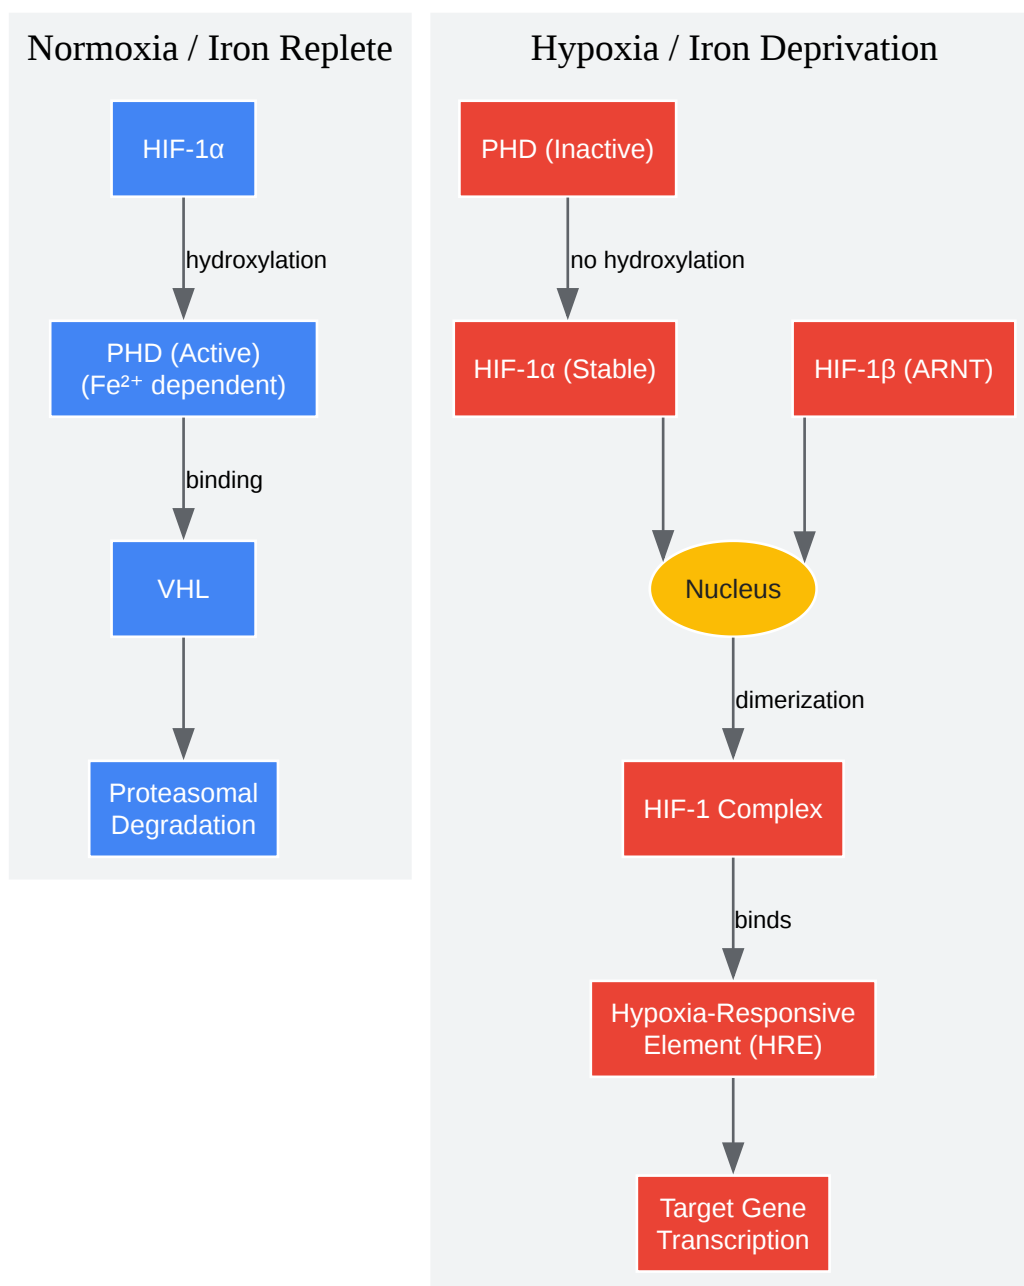 Normoxia / Iron Replete
HIF-1α
hydroxylation
PHD (Active)
(Fe²⁺ dependent)
binding
VHL
Proteasomal
Degradation
Hypoxia / Iron Deprivation
PHD (Inactive)
no hydroxylation
HIF-1α (Stable)
HIF-1β (ARNT)
Nucleus
dimerization
HIF-1 Complex
binds
Hypoxia-Responsive
Element (HRE)
Target Gene
Transcription